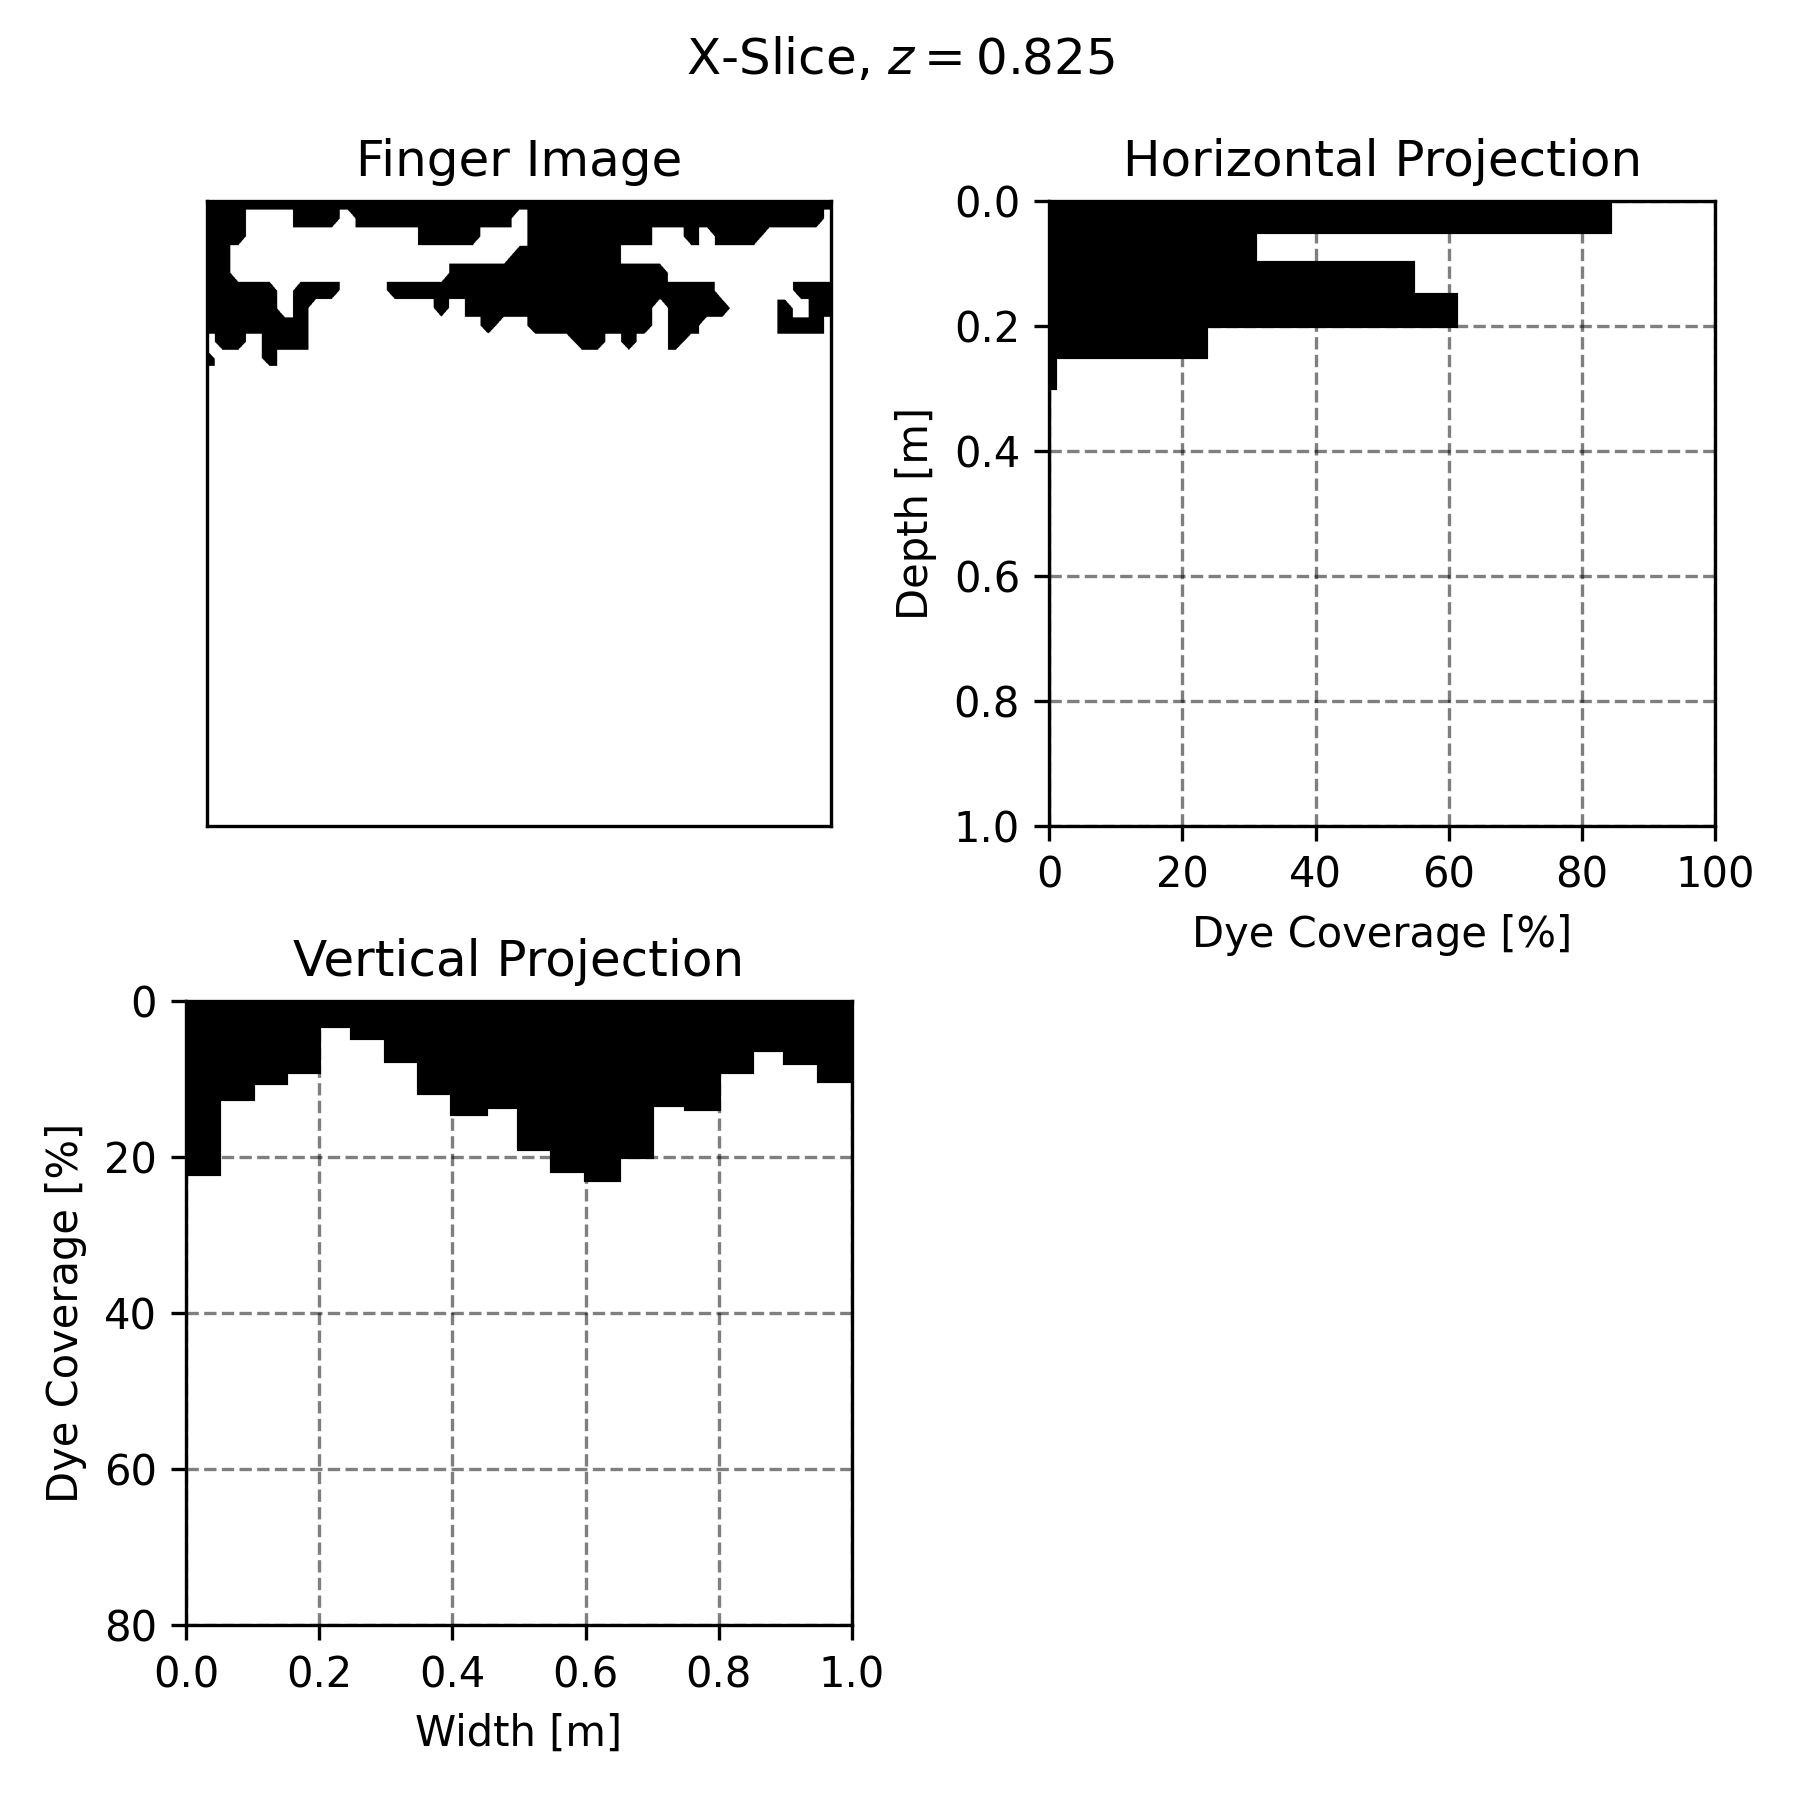 X-Slice, z = 0.825
Finger Image
Horizontal Projection
0.0
0.2
0.4
0.6
0.8
1.0
Depth [m]
0 20 40 60 80 100
Dye Coverage [%]
Vertical Projection
0
20
40
60
80
Dye Coverage [%]
0.0 0.2 0.4 0.6 0.8 1.0
Width [m]